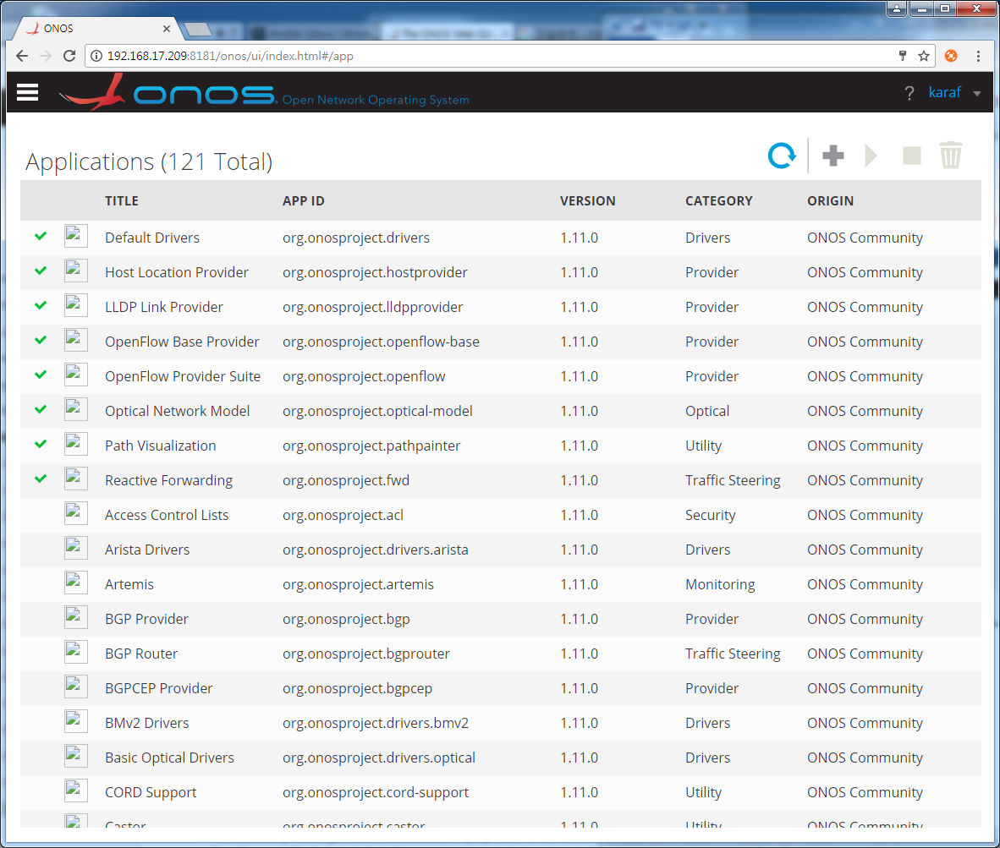 ONOS
192.168.17.209:8181/onos/ui/index.html#/app
onos. Open Network Operating System
? karaf
Applications (121 Total)
TITLE APP ID VERSION CATEGORY ORIGIN
Default Drivers org.onosproject.drivers 1.11.0 Drivers ONOS Community
Host Location Provider org.onosproject.hostprovider 1.11.0 Provider ONOS Community
LLDP Link Provider org.onosproject.lldpprovider 1.11.0 Provider ONOS Community
OpenFlow Base Provider org.onosproject.openflow-base 1.11.0 Provider ONOS Community
OpenFlow Provider Suite org.onosproject.openflow 1.11.0 Provider ONOS Community
Optical Network Model org.onosproject.optical-model 1.11.0 Optical ONOS Community
Path Visualization org.onosproject.pathpainter 1.11.0 Utility ONOS Community
Reactive Forwarding org.onosproject.fwd 1.11.0 Traffic Steering ONOS Community
Access Control Lists org.onosproject.acl 1.11.0 Security ONOS Community
Arista Drivers org.onosproject.drivers.arista 1.11.0 Drivers ONOS Community
Artemis org.onosproject.artemis 1.11.0 Monitoring ONOS Community
BGP Provider org.onosproject.bgp 1.11.0 Provider ONOS Community
BGP Router org.onosproject.bgprouter 1.11.0 Traffic Steering ONOS Community
BGPCEP Provider org.onosproject.bgpcep 1.11.0 Provider ONOS Community
BMv2 Drivers org.onosproject.drivers.bmv2 1.11.0 Drivers ONOS Community
Basic Optical Drivers org.onosproject.drivers.optical 1.11.0 Drivers ONOS Community
CORD Support org.onosproject.cord-support 1.11.0 Utility ONOS Community
Castor org.onosproject.castor 1.11.0 Utility ONOS Community